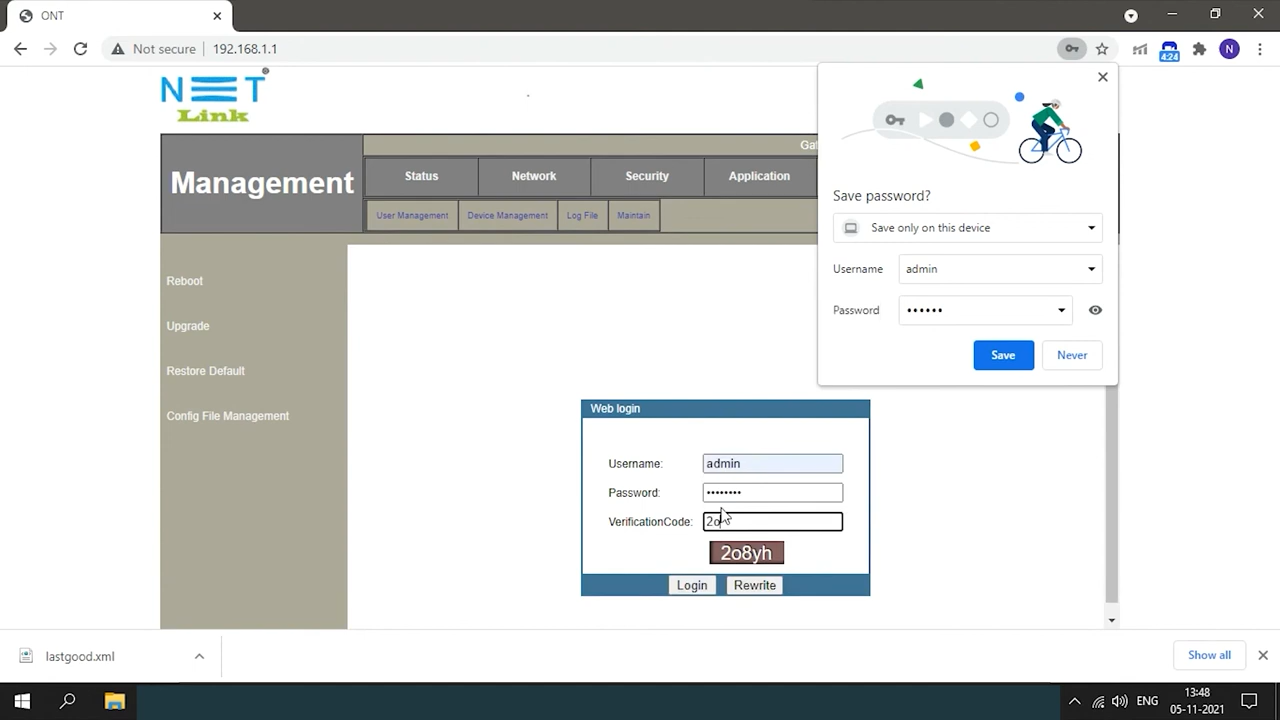 ONT
Not secure 192.168.1.1
4:24
N
NET
Link
Management
Status Network Security Application
User Management Device Management Log File Maintain
Reboot
Upgrade
Restore Default
Config File Management
Save password?
Save only on this device
Username admin
Password ••••••
Save Never
Web login
Username: admin
Password: ••••••••
VerificationCode: 2o
2o8yh
Login Rewrite
lastgood.xml
Show all
ENG
13:48
05-11-2021